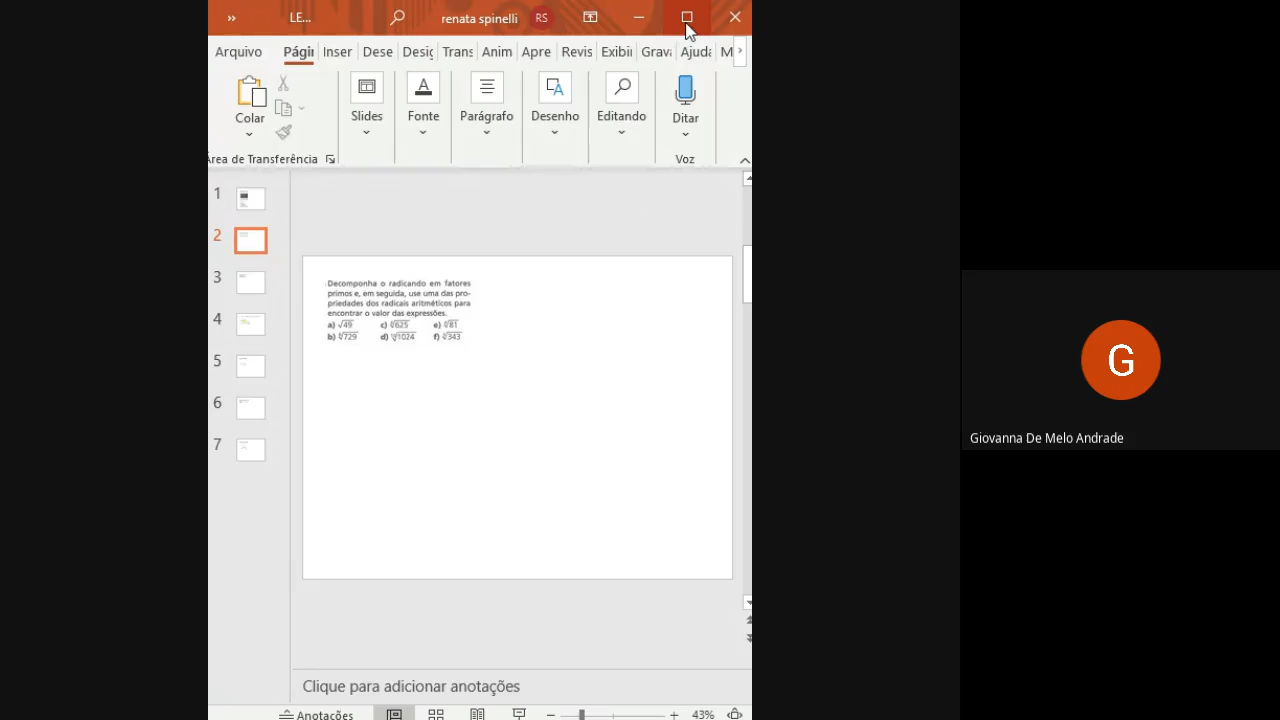 » LE... renata spinelli RS
Arquivo Págir Inser Dese Desig Trans Anim Apre Revis Exibi Grava Ajuda M
Colar Slides Fonte Parágrafo Desenho Editando Ditar
Área de Transferência Voz
1
2
3
4
5
6
7
Decomponha o radicando em fatores
primos e, em seguida, use uma das pro-
priedades dos radicais aritméticos para
encontrar o valor das expressões.
a) √49 c) √625 e) √81
b) √729 d) √1024 f) √343
Clique para adicionar anotações
Anotações 43%
G
Giovanna De Melo Andrade